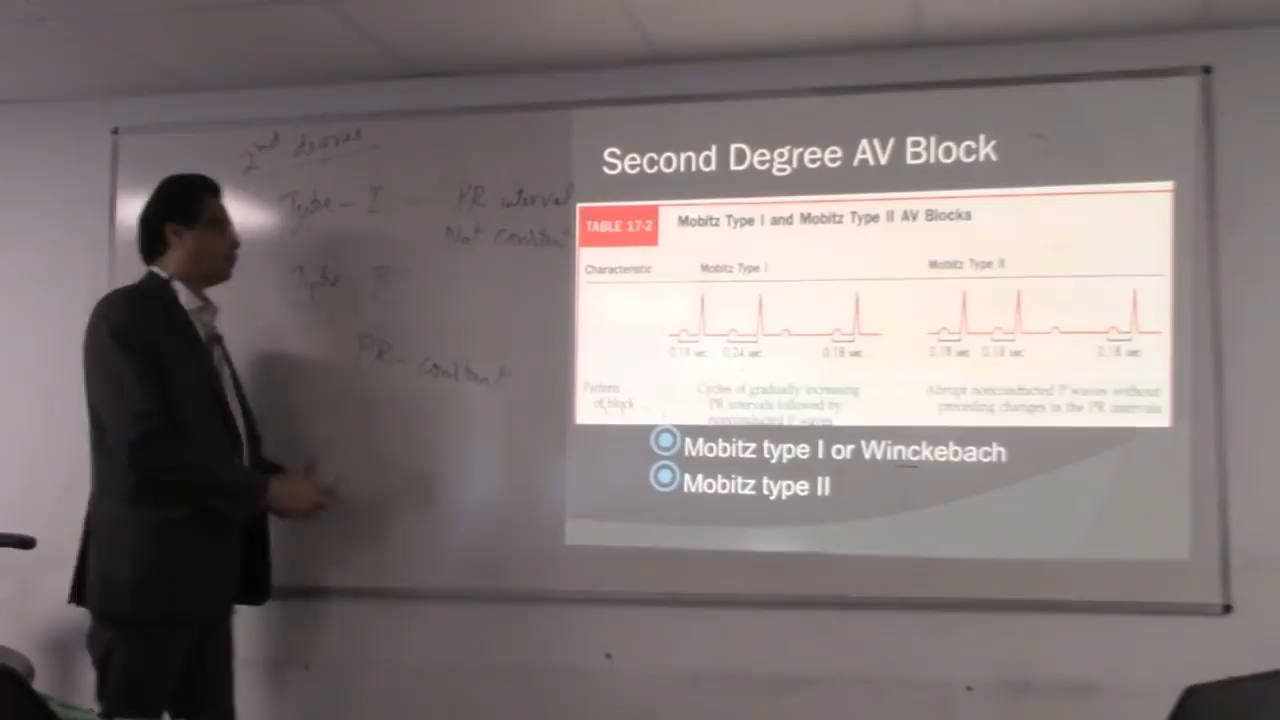 2nd degree
Type - I - PR interval
Not constant
Type II
PR - constant
Second Degree AV Block
TABLE 17-2 Mobitz Type I and Mobitz Type II AV Blocks
Characteristic Mobitz Type I Mobitz Type II
0.18 sec 0.24 sec 0.18 sec 0.18 sec 0.18 sec 0.18 sec
Pattern Cycles of gradually increasing Abrupt nonconducted P waves without
of block PR intervals followed by preceding changes in the PR intervals
nonconducted P waves
Mobitz type I or Winckebach
Mobitz type II